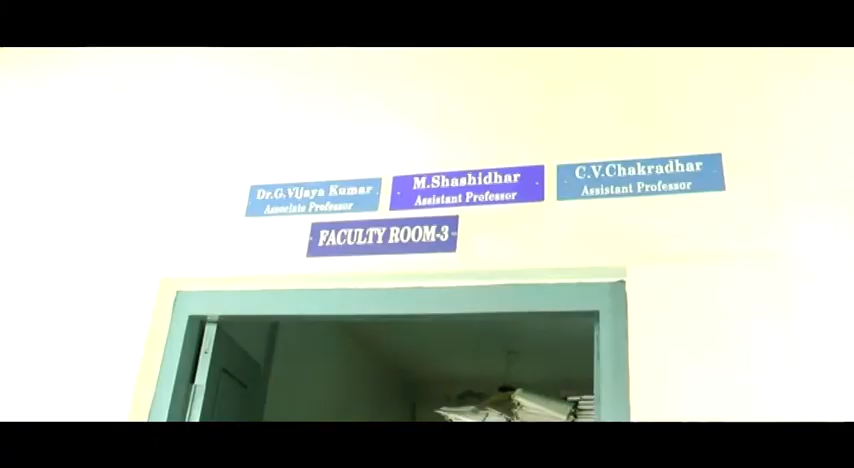 Dr.G.Vijaya Kumar
Associate Professor
M.Shashidhar
Assistant Professor
C.V.Chakradhar
Assistant Professor
FACULTY ROOM-3